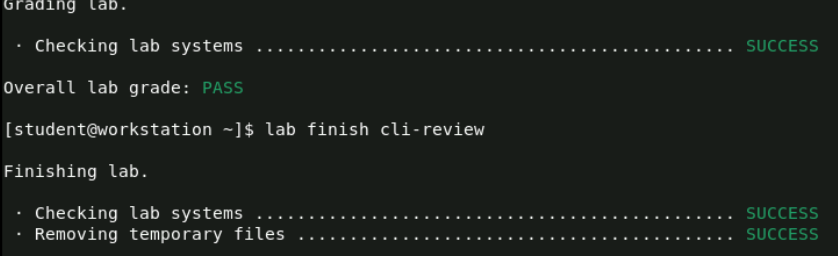 Grading lab.
· Checking lab systems .............................................. SUCCESS
Overall lab grade: PASS
[student@workstation ~]$ lab finish cli-review
Finishing lab.
· Checking lab systems .............................................. SUCCESS
· Removing temporary files .......................................... SUCCESS